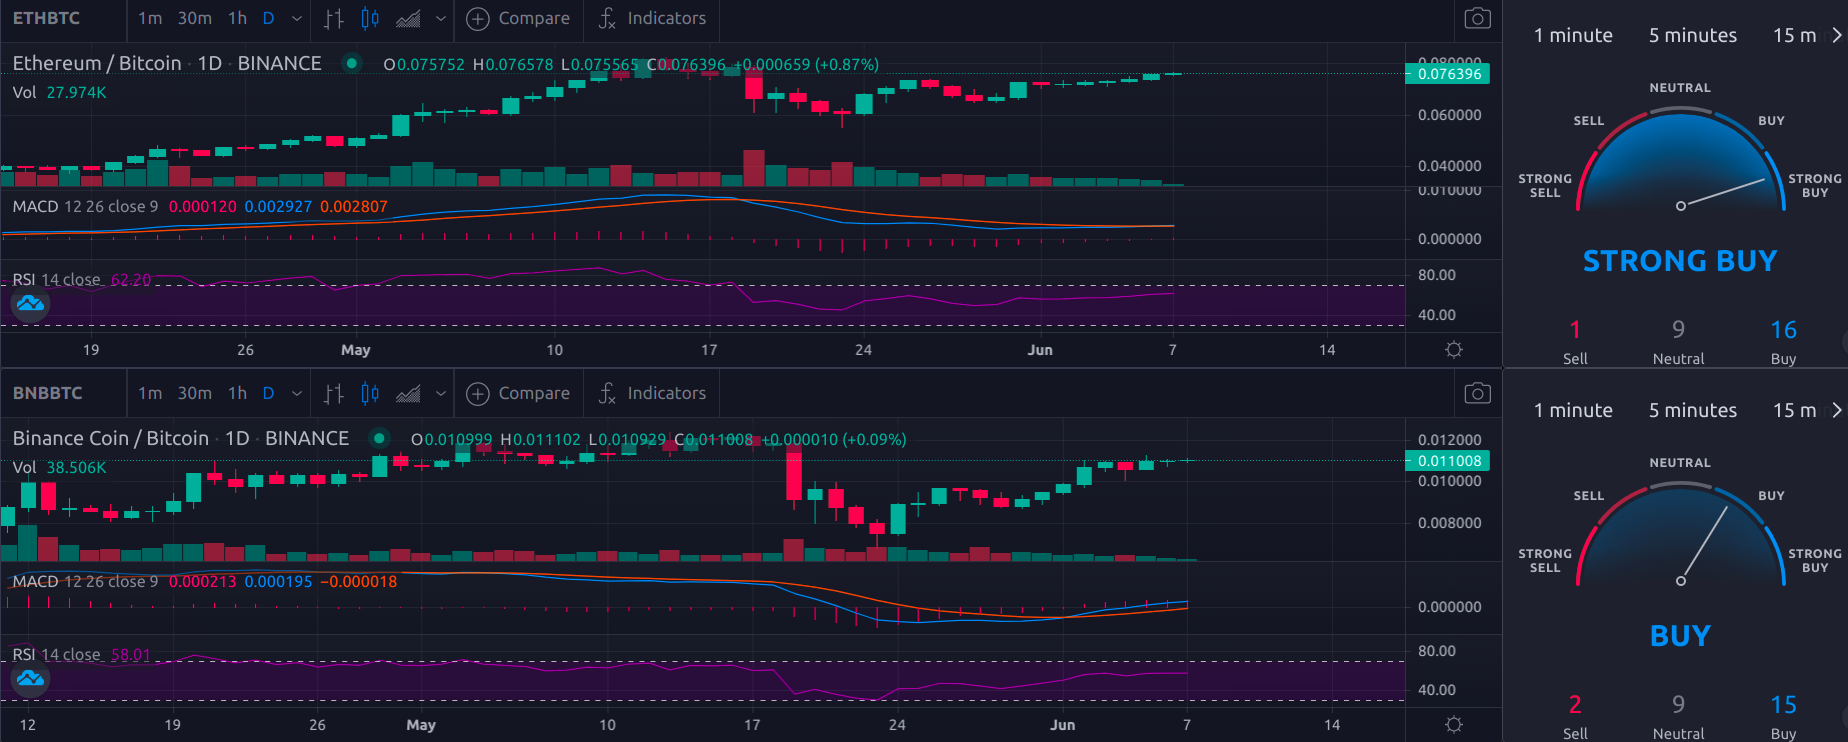 ETHBTC 1m 30m 1h D Compare Indicators
Ethereum / Bitcoin · 1D · BINANCE O0.075752 H0.076578 L0.075565 C0.076396 +0.000659 (+0.87%)
Vol 27.974K
0.080000
0.076396
0.060000
0.040000
MACD 12 26 close 9 0.000120 0.002927 0.002807
0.010000
0.000000
RSI 14 close 62.20
80.00
40.00
19 26 May 10 17 24 Jun 7 14
1 minute 5 minutes 15 m
NEUTRAL
SELL BUY
STRONG SELL STRONG BUY
STRONG BUY
1 9 16
Sell Neutral Buy
BNBBTC 1m 30m 1h D Compare Indicators
Binance Coin / Bitcoin · 1D · BINANCE O0.010999 H0.011102 L0.010929 C0.011008 +0.000010 (+0.09%)
Vol 38.506K
0.012000
0.011008
0.010000
0.008000
MACD 12 26 close 9 0.000213 0.000195 −0.000018
0.000000
RSI 14 close 58.01
80.00
40.00
12 19 26 May 10 17 24 Jun 7 14
1 minute 5 minutes 15 m
NEUTRAL
SELL BUY
STRONG SELL STRONG BUY
BUY
2 9 15
Sell Neutral Buy